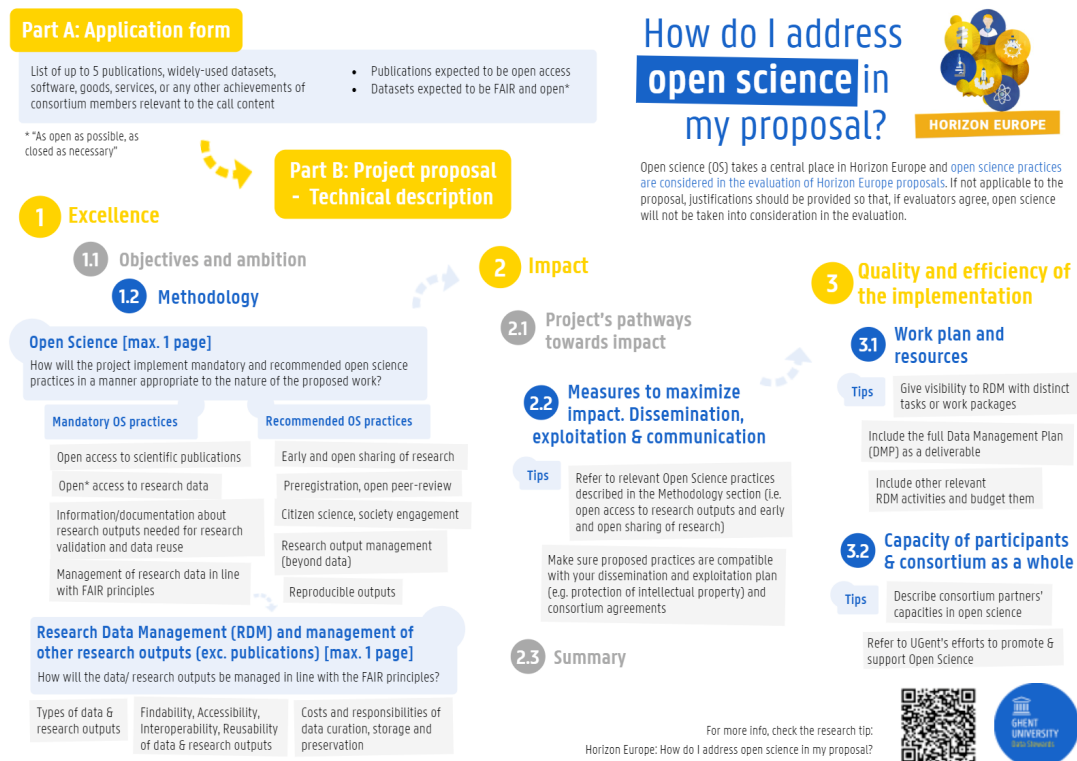 Part A: Application form
List of up to 5 publications, widely-used datasets,
software, goods, services, or any other achievements of
consortium members relevant to the call content
• Publications expected to be open access
• Datasets expected to be FAIR and open*
* "As open as possible, as
closed as necessary"
How do I address
open science in
my proposal?
HORIZON EUROPE
Open science (OS) takes a central place in Horizon Europe and open science practices
are considered in the evaluation of Horizon Europe proposals. If not applicable to the
proposal, justifications should be provided so that, if evaluators agree, open science
will not be taken into consideration in the evaluation.
Part B: Project proposal
- Technical description
1 Excellence
1.1 Objectives and ambition
1.2 Methodology
Open Science [max. 1 page]
How will the project implement mandatory and recommended open science
practices in a manner appropriate to the nature of the proposed work?
Mandatory OS practices
Open access to scientific publications
Open* access to research data
Information/documentation about
research outputs needed for research
validation and data reuse
Management of research data in line
with FAIR principles
Recommended OS practices
Early and open sharing of research
Preregistration, open peer-review
Citizen science, society engagement
Research output management
(beyond data)
Reproducible outputs
Research Data Management (RDM) and management of
other research outputs (exc. publications) [max. 1 page]
How will the data/ research outputs be managed in line with the FAIR principles?
Types of data &
research outputs
Findability, Accessibility,
Interoperability, Reusability
of data & research outputs
Costs and responsibilities of
data curation, storage and
preservation
2 Impact
2.1 Project's pathways
towards impact
2.2 Measures to maximize
impact. Dissemination,
exploitation & communication
Tips
Refer to relevant Open Science practices
described in the Methodology section (i.e.
open access to research outputs and early
and open sharing of research)
Make sure proposed practices are compatible
with your dissemination and exploitation plan
(e.g. protection of intellectual property) and
consortium agreements
2.3 Summary
3 Quality and efficiency of
the implementation
3.1 Work plan and
resources
Tips
Give visibility to RDM with distinct
tasks or work packages
Include the full Data Management Plan
(DMP) as a deliverable
Include other relevant
RDM activities and budget them
3.2 Capacity of participants
& consortium as a whole
Tips
Describe consortium partners'
capacities in open science
Refer to UGent's efforts to promote &
support Open Science
For more info, check the research tip:
Horizon Europe: How do I address open science in my proposal?
GHENT
UNIVERSITY
Data Stewards